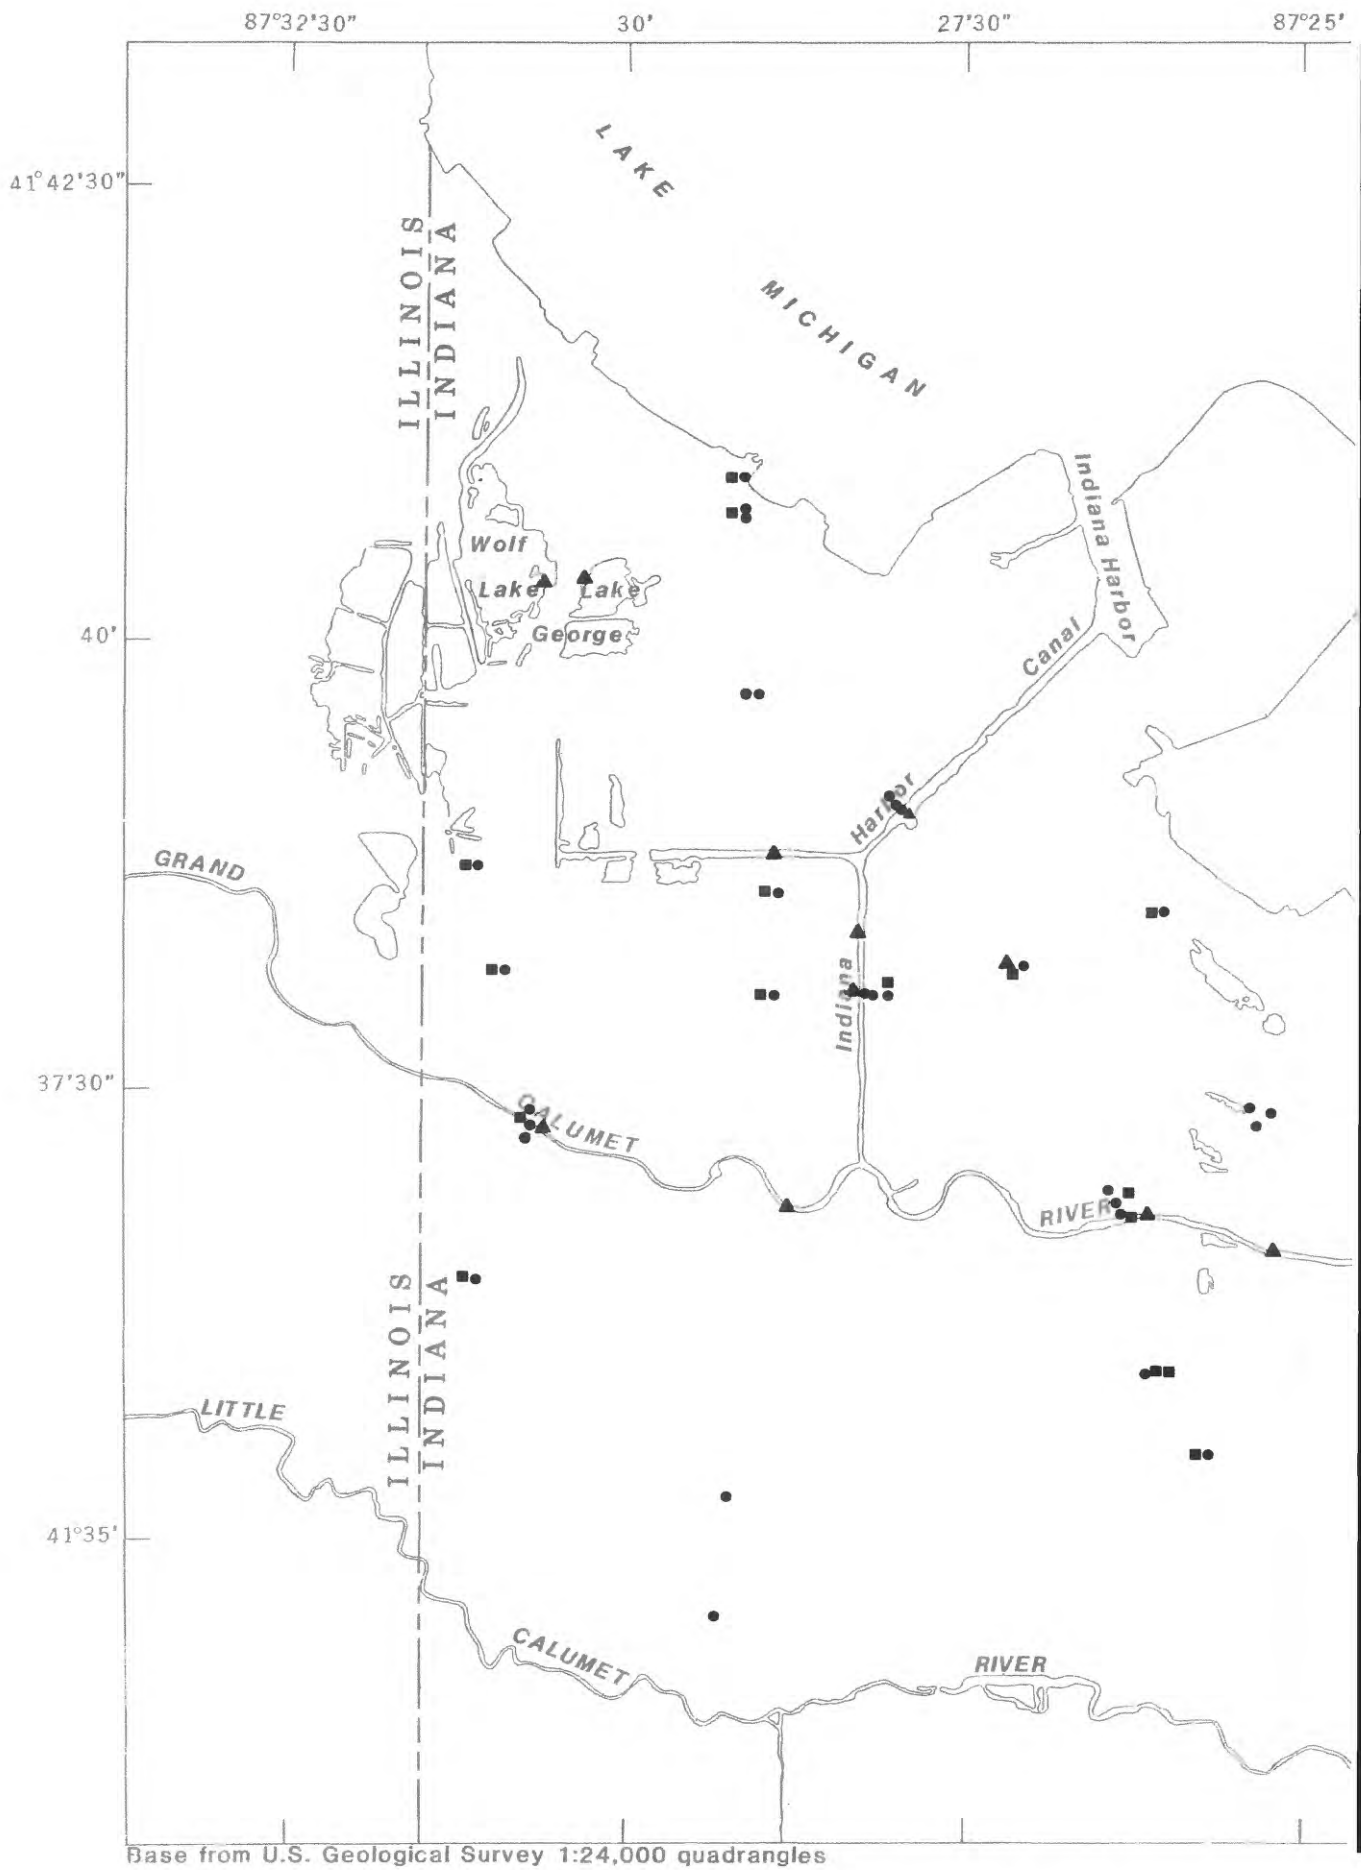 87°32'30" 30' 27'30" 87°25'
LAKE
41°42'30"
ILLINOIS
INDIANA
MICHIGAN
Indiana Harbor
Wolf
Lake Lake
40'
George
Canal
Harbor
GRAND
Indiana
37'30"
CALUMET
RIVER
ILLINOIS
INDIANA
LITTLE
41°35'
CALUMET
RIVER
Base from U.S. Geological Survey 1:24,000 quadrangles